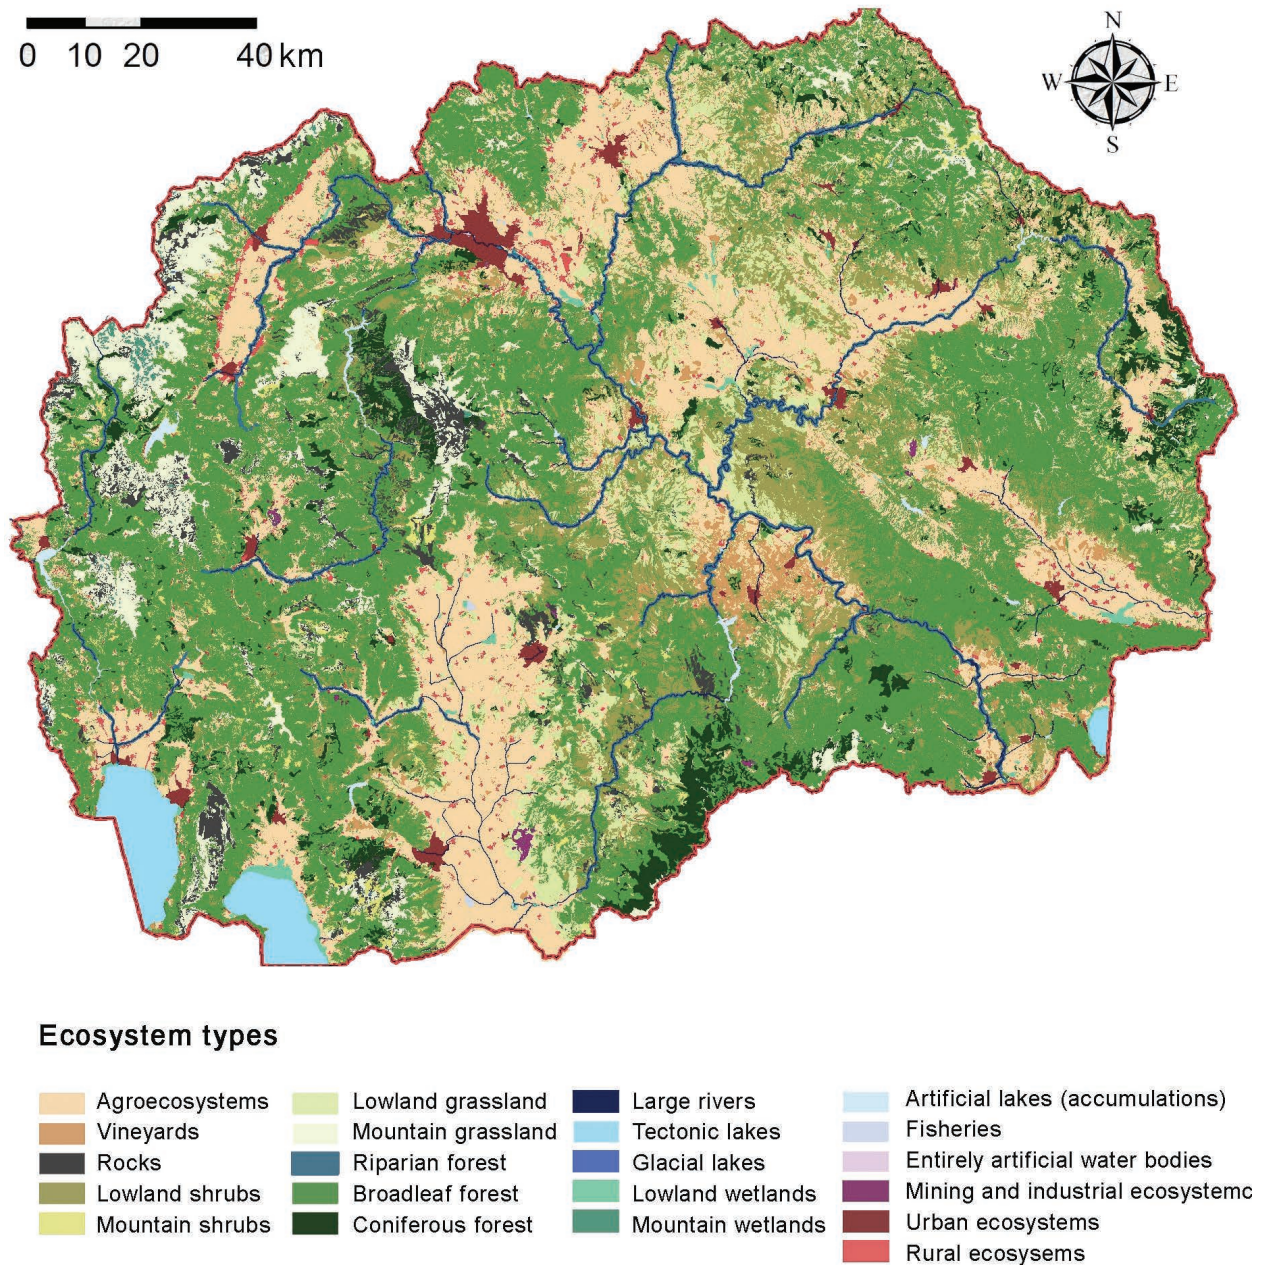 0 10 20 40 km
N
W E
S
Ecosystem types
Agroecosystems
Vineyards
Rocks
Lowland shrubs
Mountain shrubs
Lowland grassland
Mountain grassland
Riparian forest
Broadleaf forest
Coniferous forest
Large rivers
Tectonic lakes
Glacial lakes
Lowland wetlands
Mountain wetlands
Artificial lakes (accumulations)
Fisheries
Entirely artificial water bodies
Mining and industrial ecosystemc
Urban ecosystems
Rural ecosysems